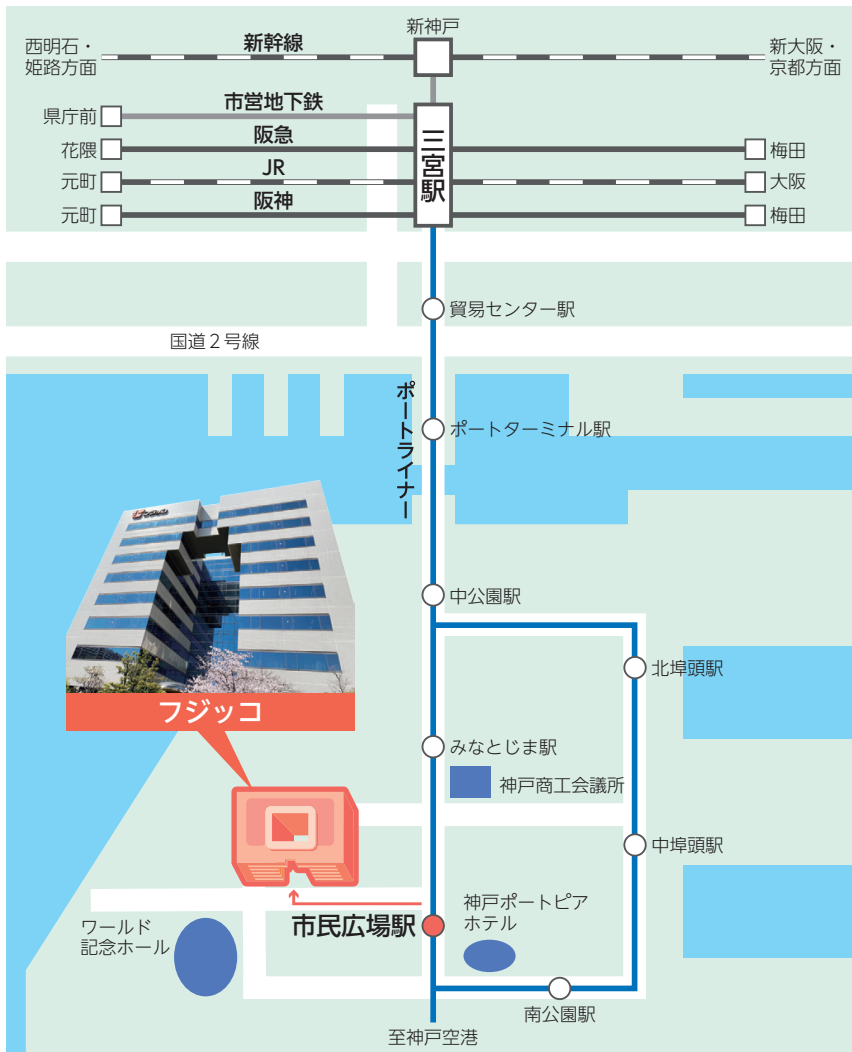 新神戸
西明石・
姫路方面
新幹線
新大阪・
京都方面
市営地下鉄
県庁前
阪急
花隈
梅田
三宮駅
JR
元町
大阪
阪神
元町
梅田
貿易センター駅
国道2号線
ポートライナー
ポートターミナル駅
中公園駅
北埠頭駅
フジッコ
みなとじま駅
神戸商工会議所
中埠頭駅
神戸ポートピア
ホテル
市民広場駅
ワールド
記念ホール
南公園駅
至神戸空港